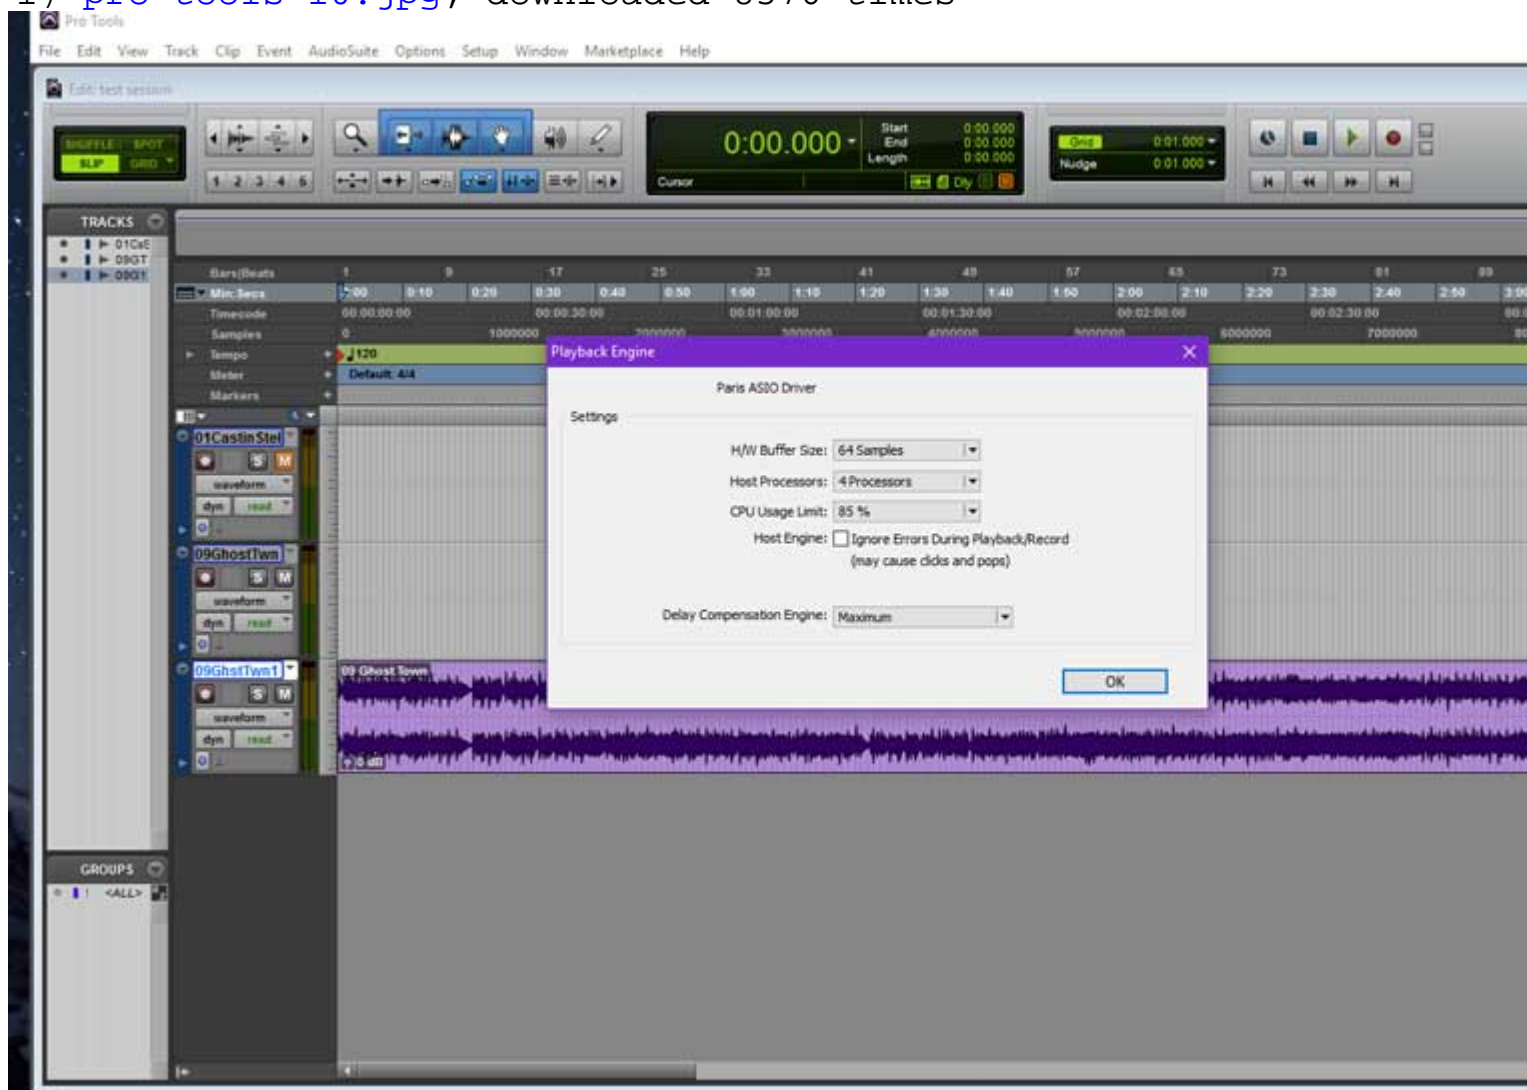 1) pro tools 10.jpg, downloaded 8970 times
Pro Tools
File Edit View Track Clip Event AudioSuite Options Setup Window Marketplace Help
Edit: test session
SHUFFLE SPOT
SLIP GRID
1 2 3 4 5
0:00.000
Start 0:00.000
End 0:00.000
Length 0:00.000
Cursor
Dly
Grid 0:01.000
Nudge 0:01.000
TRACKS
01CaS
09GT
09GT
Bars|Beats 1 9 17 25 33 41 49 57 65 73 81 89
Min:Secs 0:00 0:10 0:20 0:30 0:40 0:50 1:00 1:10 1:20 1:30 1:40 1:50 2:00 2:10 2:20 2:30 2:40 2:50 3:00
Timecode 00:00:00:00 00:00:30:00 00:01:00:00 00:01:30:00 00:02:00:00 00:02:30:00
Samples 0 1000000 2000000 3000000 4000000 5000000 6000000 7000000
Tempo 120
Meter Default: 4/4
Markers
Playback Engine
Paris ASIO Driver
Settings
H/W Buffer Size: 64 Samples
Host Processors: 4 Processors
CPU Usage Limit: 85 %
Host Engine: Ignore Errors During Playback/Record
(may cause clicks and pops)
Delay Compensation Engine: Maximum
OK
01CastinStel
S M
waveform
dyn read
09GhostTwn
S M
waveform
dyn read
09GhstTwn1
S M
waveform
dyn read
09 Ghost Town
0 dB
GROUPS
! <ALL>